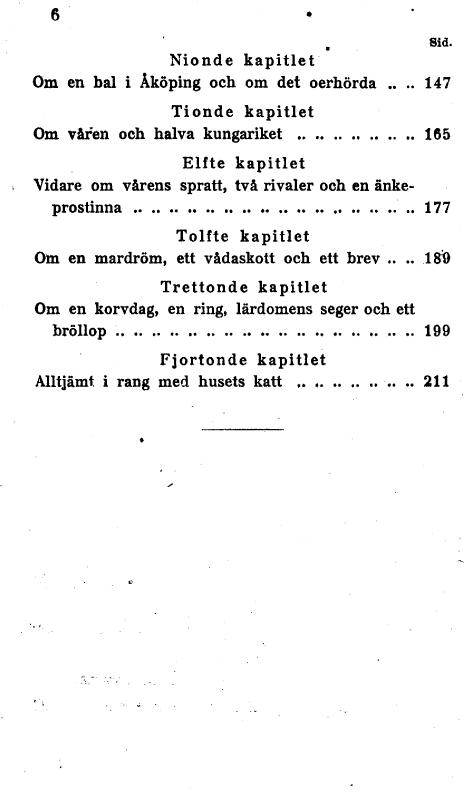 6
Sid.
Nionde kapitlet
Om en bal i Åköping och om det oerhörda .. .. 147
Tionde kapitlet
Om våren och halva kungariket .. .. .. .. .. .. .. 165
Elfte kapitlet
Vidare om vårens spratt, två rivaler och en änke-
prostinna .. .. .. .. .. .. .. .. .. .. .. .. .. .. .. .. 177
Tolfte kapitlet
Om en mardröm, ett vådaskott och ett brev .. .. 189
Trettonde kapitlet
Om en korvdag, en ring, lärdomens seger och ett
bröllop .. .. .. .. .. .. .. .. .. .. .. .. .. .. .. .. .. 199
Fjortonde kapitlet
Alltjämt i rang med husets katt .. .. .. .. .. .. .. 211